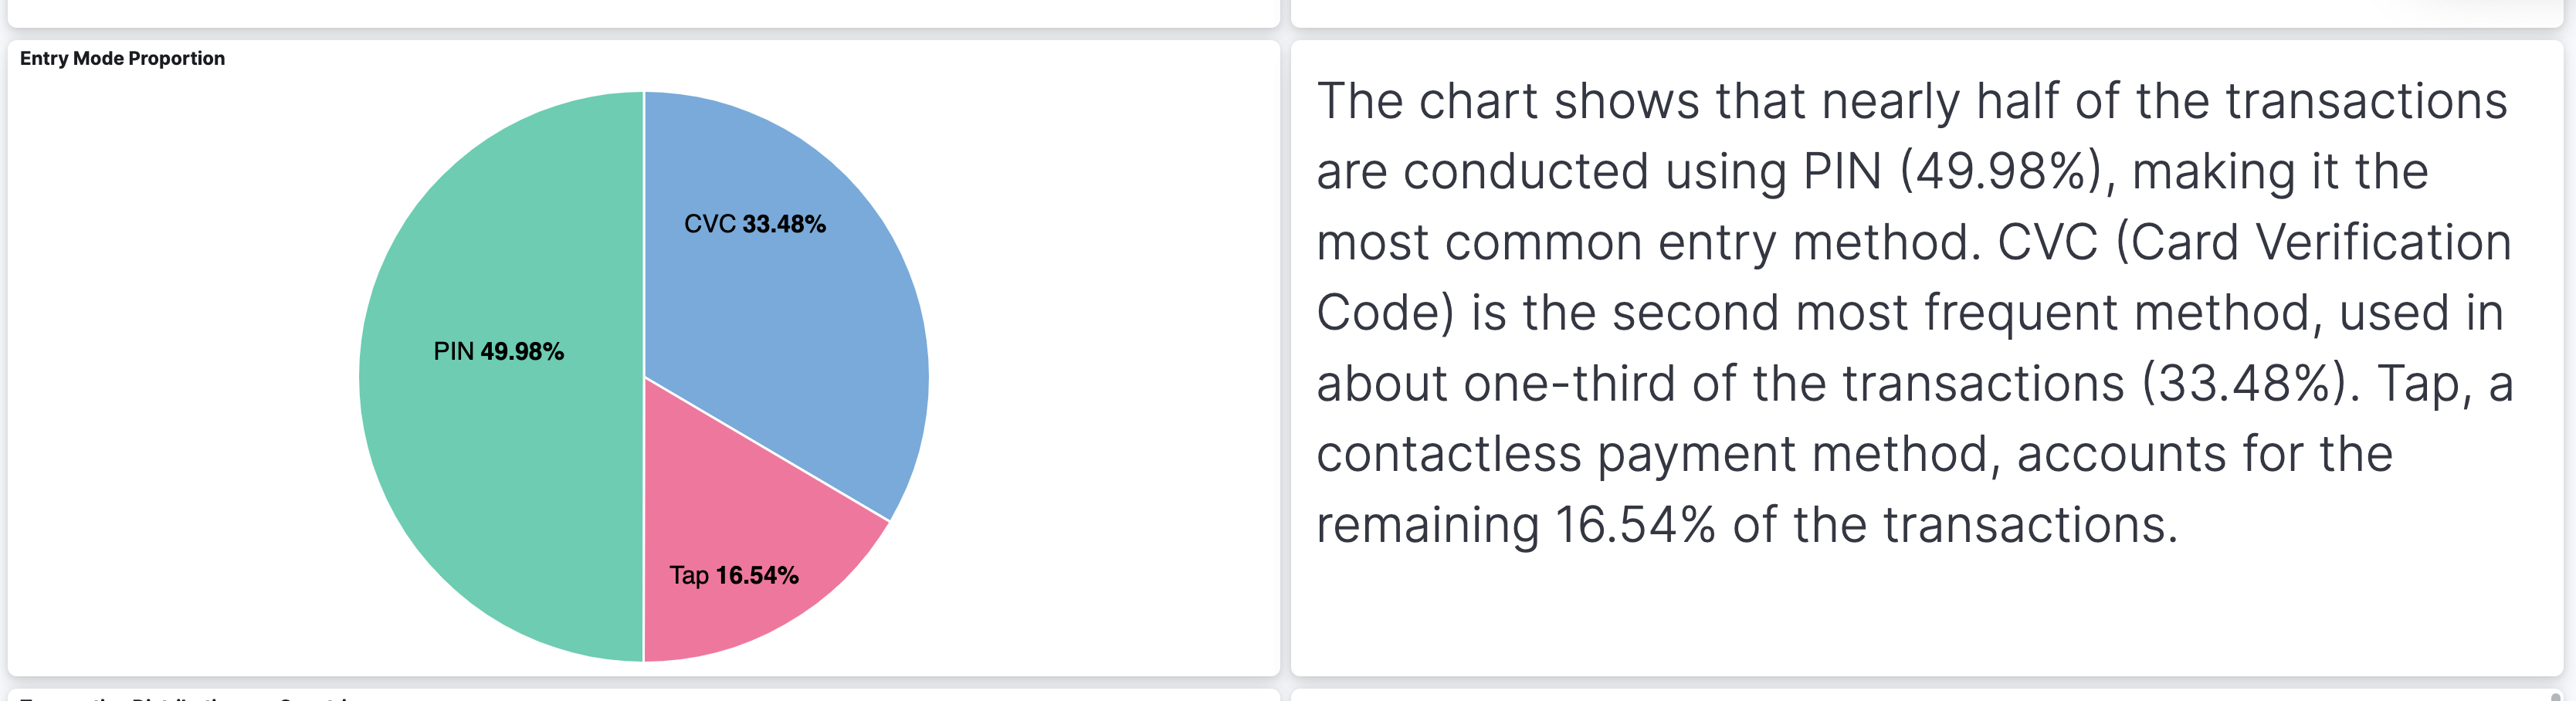 Entry Mode Proportion
CVC 33.48%
PIN 49.98%
Tap 16.54%
The chart shows that nearly half of the transactions
are conducted using PIN (49.98%), making it the
most common entry method. CVC (Card Verification
Code) is the second most frequent method, used in
about one-third of the transactions (33.48%). Tap, a
contactless payment method, accounts for the
remaining 16.54% of the transactions.